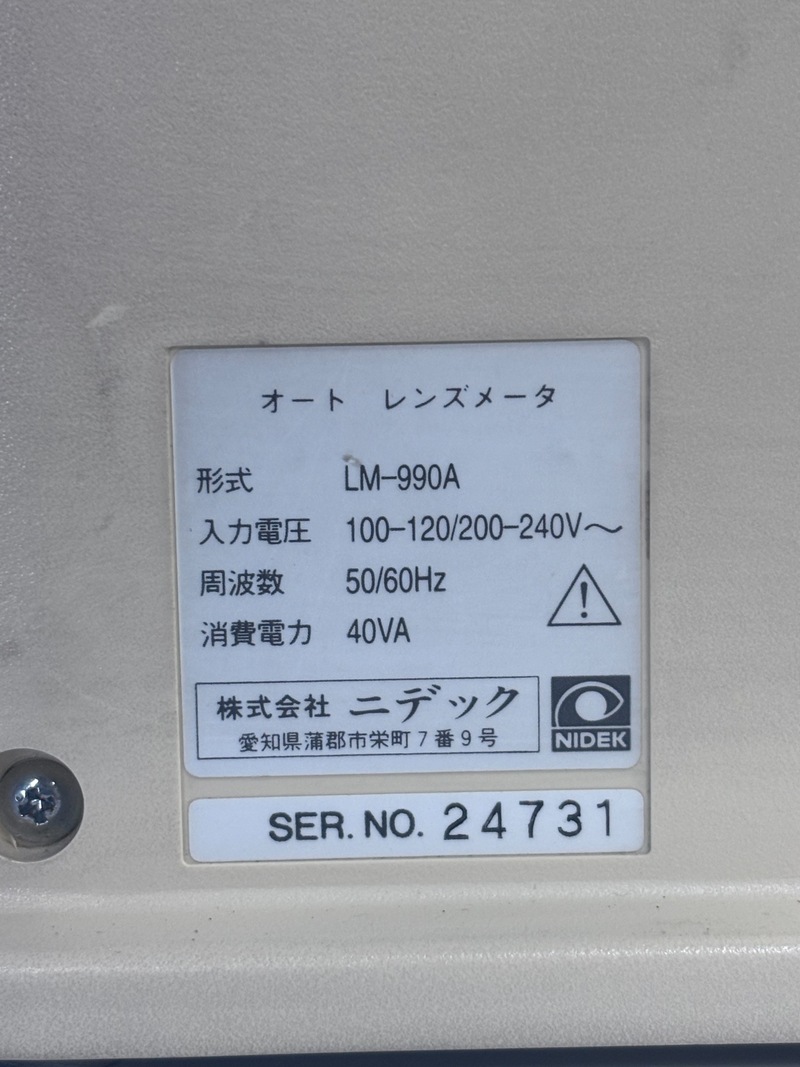 オート レンズメータ
形式 LM-990A
入力電圧 100-120/200-240V～
周波数 50/60Hz
消費電力 40VA
株式会社 ニデック
愛知県蒲郡市栄町7番9号
NIDEK
SER. NO. 24731